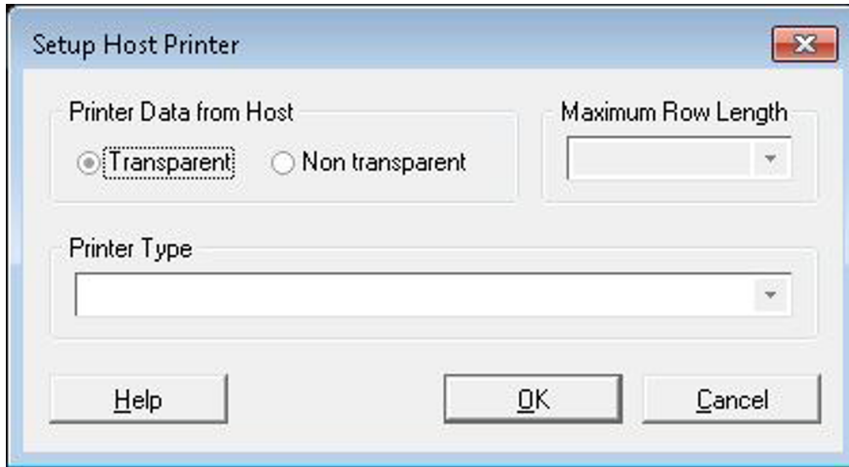 Setup Host Printer
Printer Data from Host
Maximum Row Length
Transparent
Non transparent
Printer Type
Help
OK
Cancel